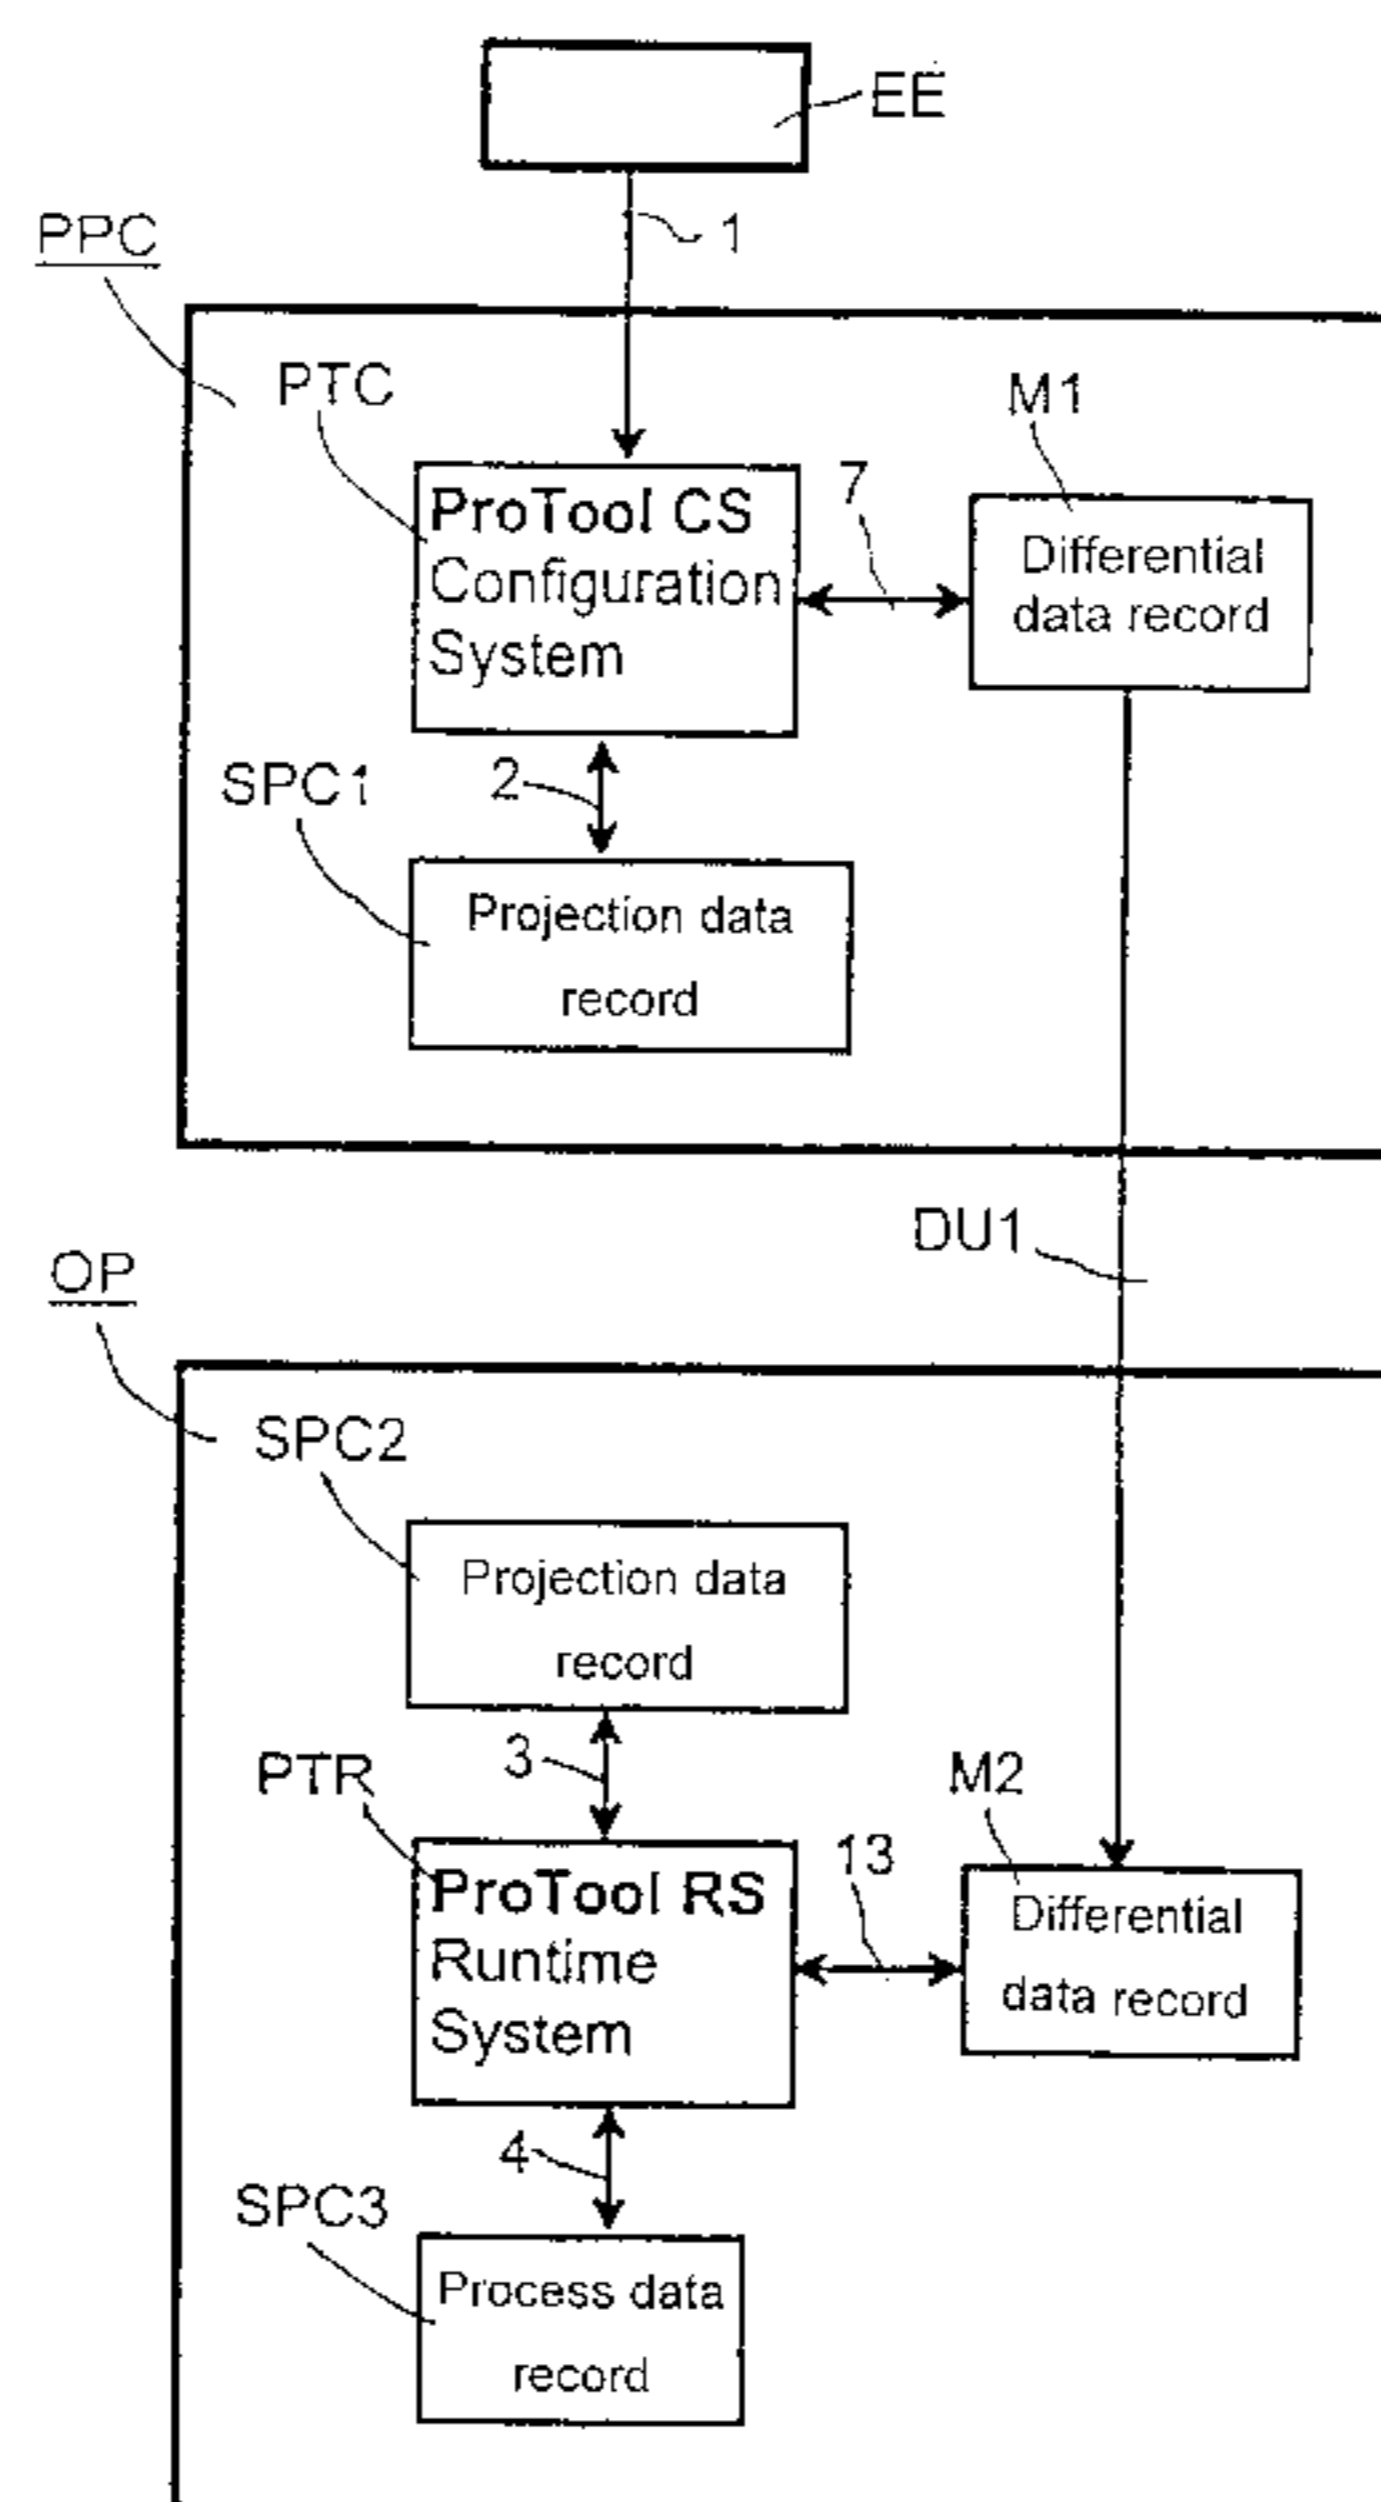 EE
1
PPC
PTC
M1
7
ProTool CS
Configuration
System
Differential
data record
2
SPC1
Projection data
record
DU1
OP
SPC2
Projection data
record
3
PTR
M2
13
ProTool RS
Runtime
System
Differential
data record
4
SPC3
Process data
record